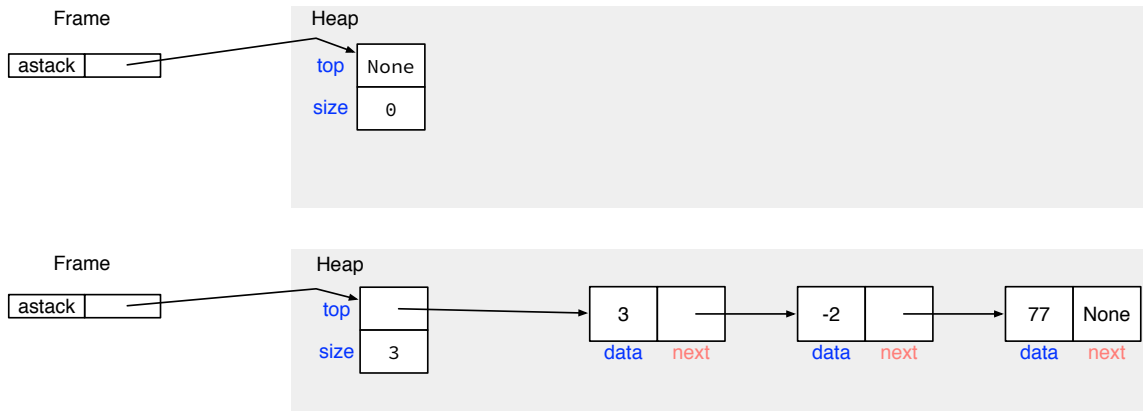 Frame
Heap
astack
top
None
size
0
Frame
Heap
astack
top
3
-2
77
None
size
3
data
next
data
next
data
next